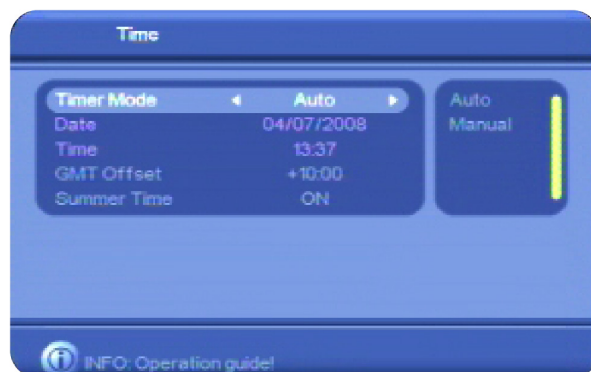 Time
Timer Mode Auto
Date 04/07/2008
Time 13:37
GMT Offset +10:00
Summer Time ON
Auto
Manual
INFO: Operation guide!